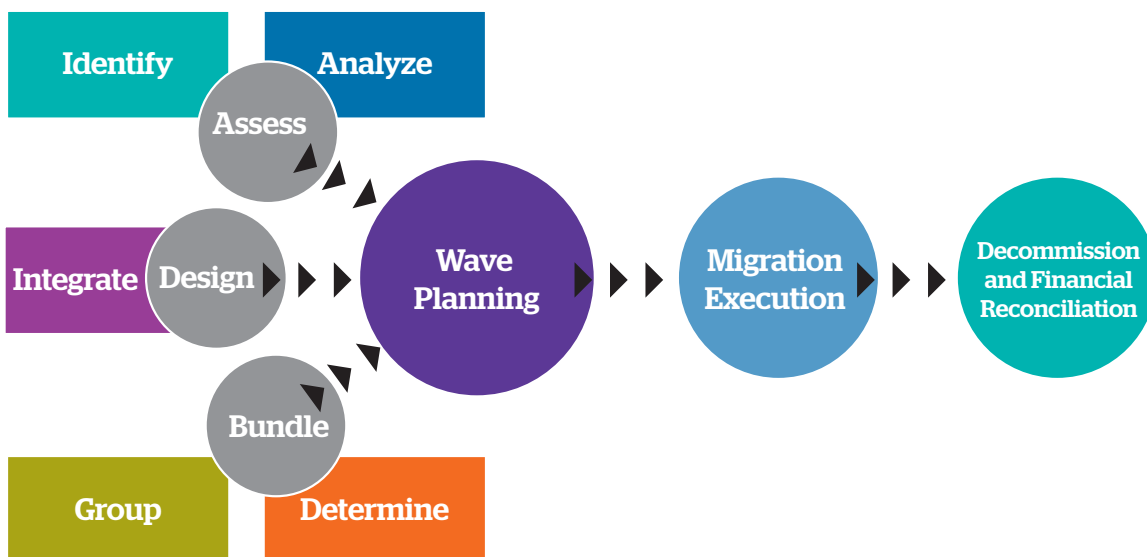 Identify
Analyze
Assess
Integrate
Design
Bundle
Group
Determine
Wave
Planning
Migration
Execution
Decommission
and Financial
Reconciliation